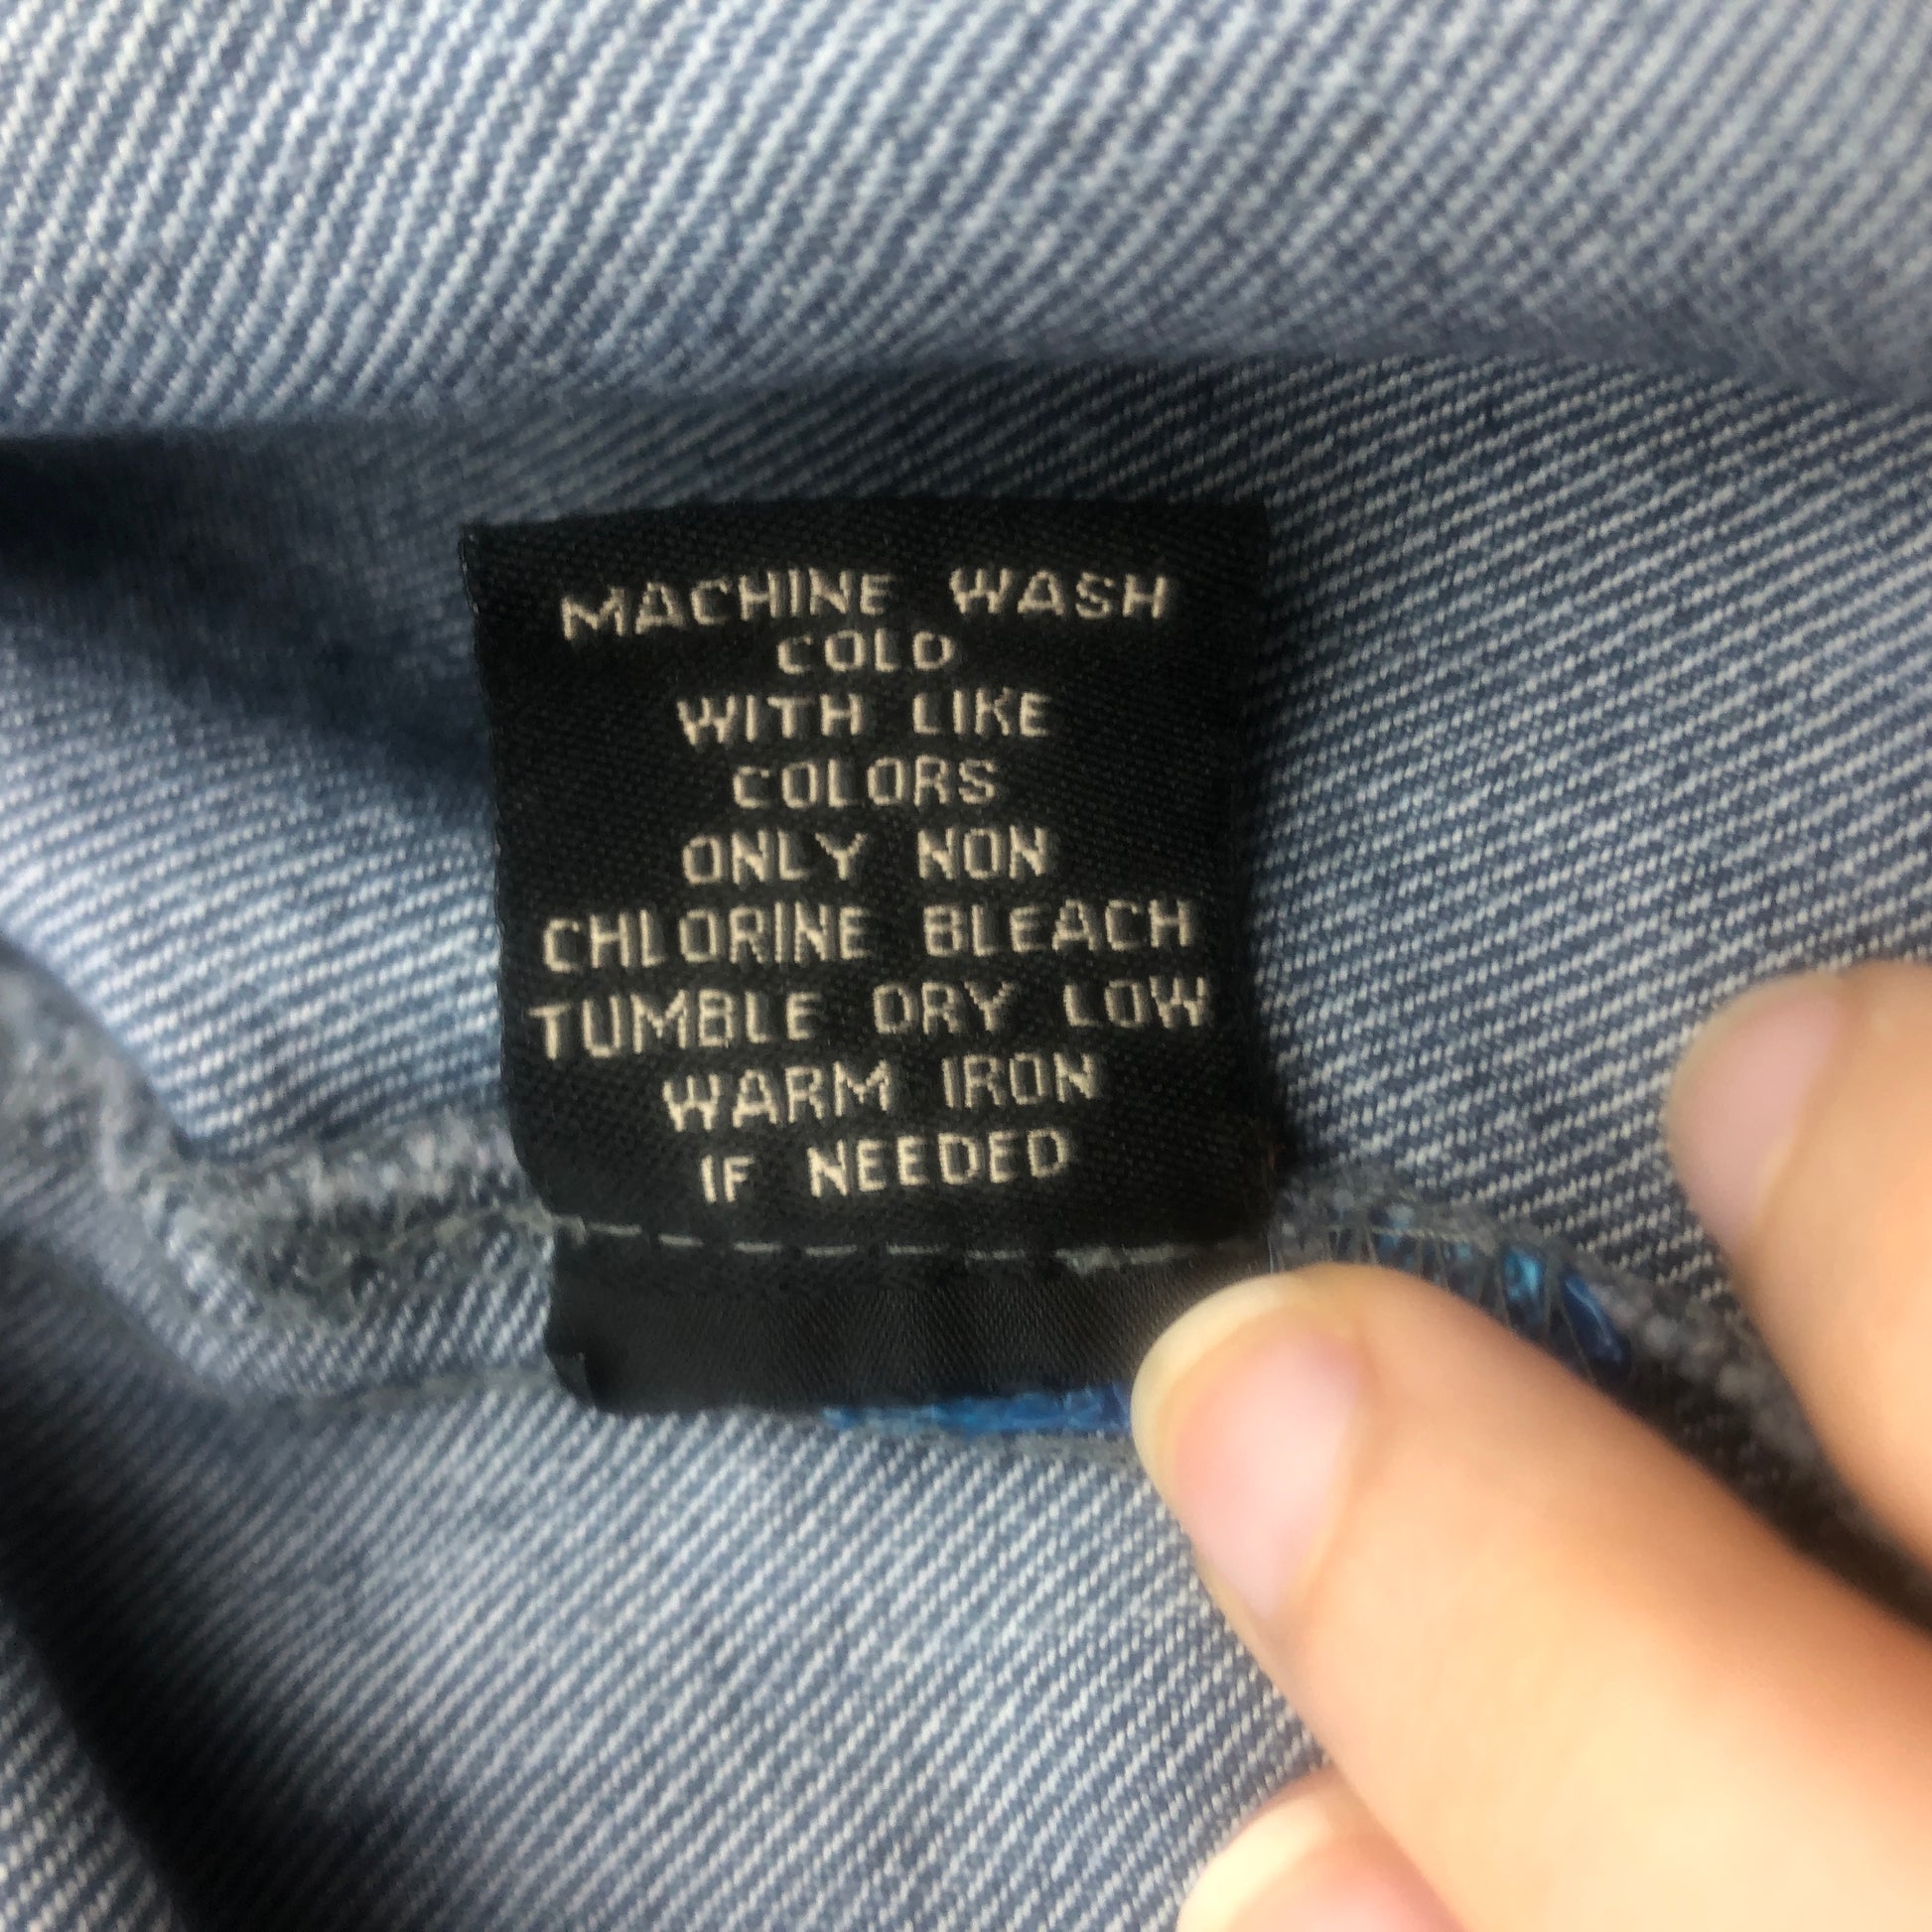 MACHINE WASH
COLD
WITH LIKE
COLORS
ONLY NON
CHLORINE BLEACH
TUMBLE DRY LOW
WARM IRON
IF NEEDED